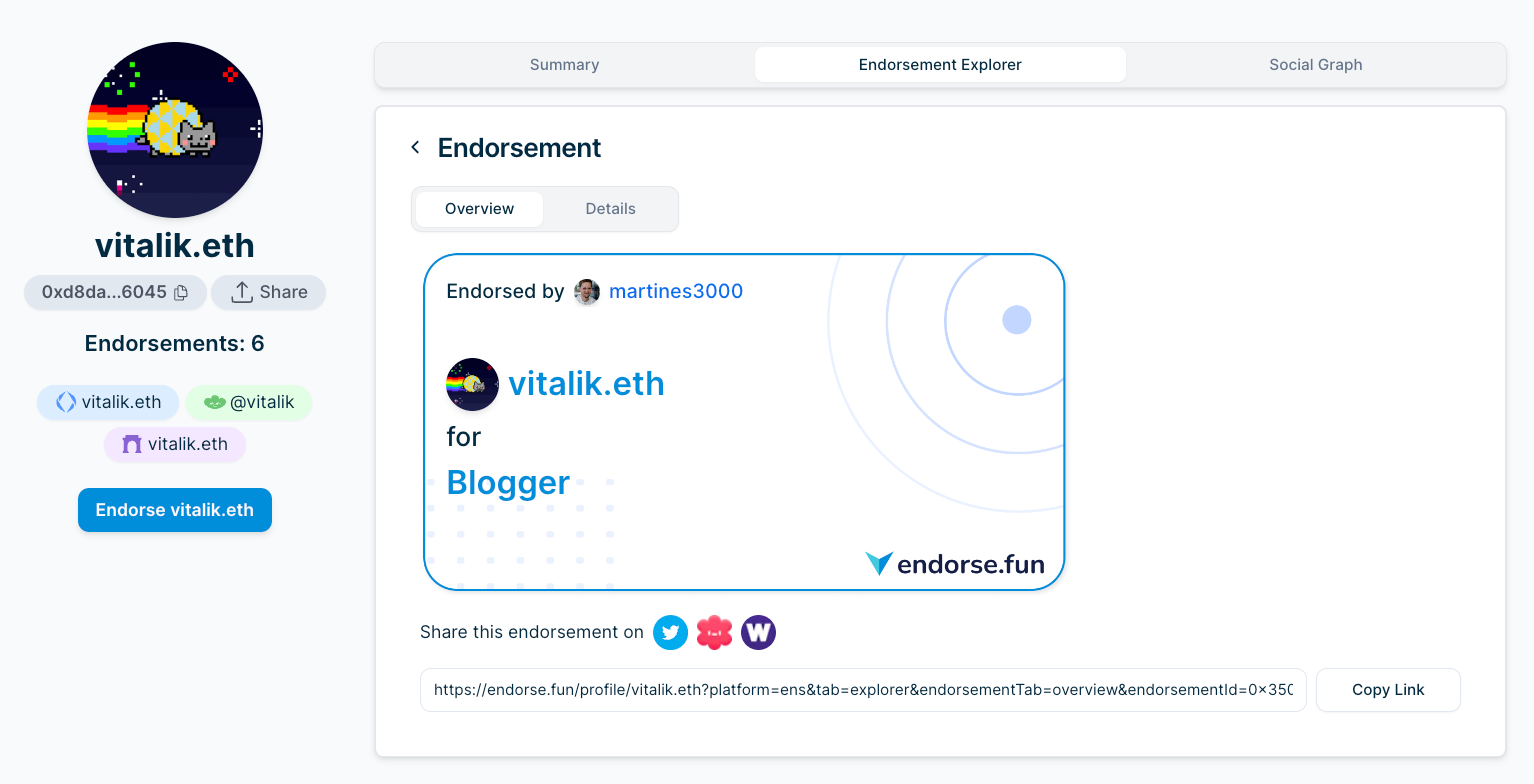 Summary
Endorsement Explorer
Social Graph
vitalik.eth
0xd8da...6045
Share
Endorsements: 6
vitalik.eth
@vitalik
vitalik.eth
Endorse vitalik.eth
Endorsement
Overview
Details
Endorsed by martines3000
vitalik.eth
for
Blogger
endorse.fun
Share this endorsement on
https://endorse.fun/profile/vitalik.eth?platform=ens&tab=explorer&endorsementTab=overview&endorsementId=0x350
Copy Link